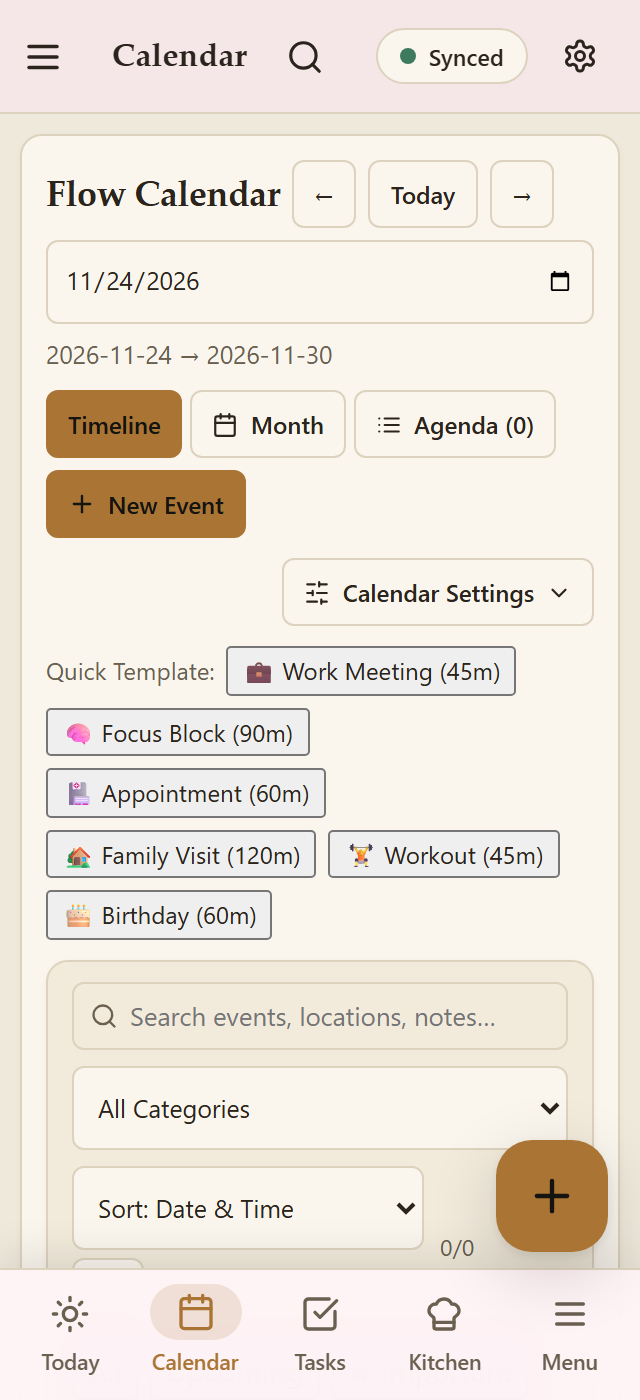 Calendar
Synced
Flow Calendar ← Today →
11/24/2026
2026-11-24 → 2026-11-30
Timeline Month Agenda (0)
+ New Event
Calendar Settings
Quick Template: Work Meeting (45m)
Focus Block (90m)
Appointment (60m)
Family Visit (120m) Workout (45m)
Birthday (60m)
Search events, locations, notes...
All Categories
Sort: Date & Time
0/0
Today Calendar Tasks Kitchen Menu